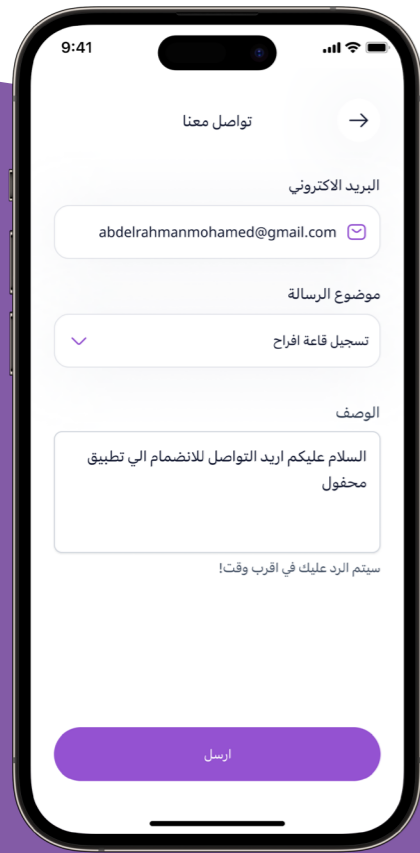 9:41
تواصل معنا
البريد الاكتروني
abdelrahmanmohamed@gmail.com
موضوع الرسالة
تسجيل قاعة افراح
الوصف
السلام عليكم اريد التواصل للانضمام الي تطبيق
محفول
سيتم الرد عليك في اقرب وقت!
ارسل